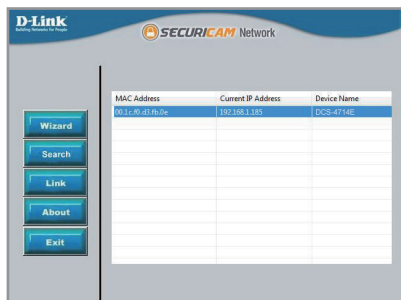 D-Link
Building Networks for People
SECURICAM Network
MAC Address Current IP Address Device Name
00.1c.f0.d3.fb.0e 192.168.1.185 DCS-4714E
Wizard
Search
Link
About
Exit